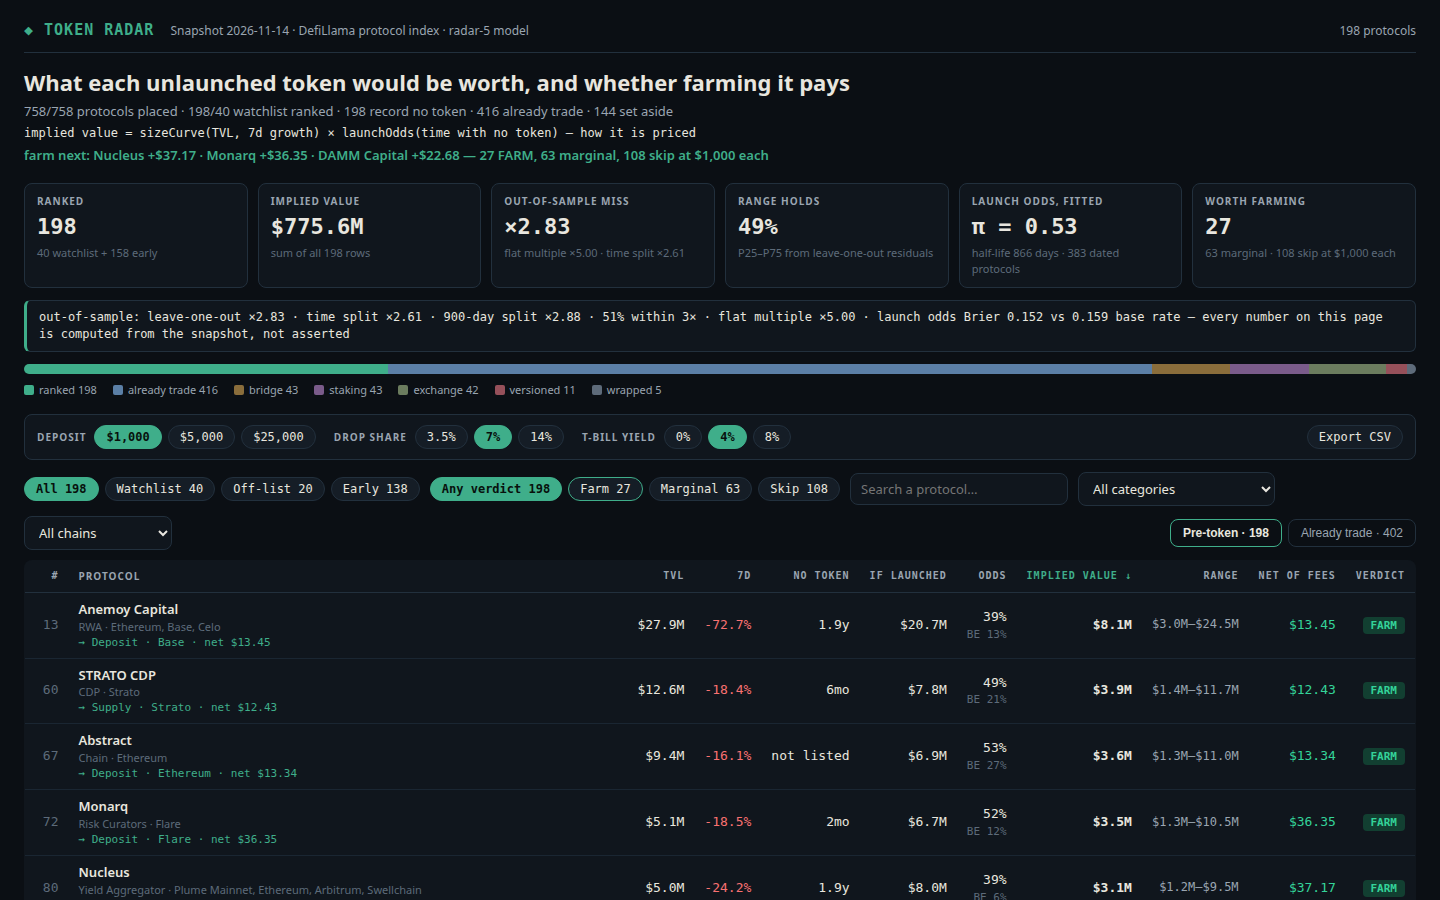 ◆ TOKEN RADAR Snapshot 2026-11-14 · DefiLlama protocol index · radar-5 model 198 protocols
What each unlaunched token would be worth, and whether farming it pays
758/758 protocols placed · 198/40 watchlist ranked · 198 record no token · 416 already trade · 144 set aside
implied value = sizeCurve(TVL, 7d growth) × launchOdds(time with no token) — how it is priced
farm next: Nucleus +$37.17 · Monarq +$36.35 · DAMM Capital +$22.68 — 27 FARM, 63 marginal, 108 skip at $1,000 each
RANKED
198
40 watchlist + 158 early
IMPLIED VALUE
$775.6M
sum of all 198 rows
OUT-OF-SAMPLE MISS
×2.83
flat multiple ×5.00 · time split ×2.61
RANGE HOLDS
49%
P25–P75 from leave-one-out residuals
LAUNCH ODDS, FITTED
π = 0.53
half-life 866 days · 383 dated
protocols
WORTH FARMING
27
63 marginal · 108 skip at $1,000 each
out-of-sample: leave-one-out ×2.83 · time split ×2.61 · 900-day split ×2.88 · 51% within 3× · flat multiple ×5.00 · launch odds Brier 0.152 vs 0.159 base rate — every number on this page
is computed from the snapshot, not asserted
ranked 198 already trade 416 bridge 43 staking 43 exchange 42 versioned 11 wrapped 5
DEPOSIT $1,000 $5,000 $25,000 DROP SHARE 3.5% 7% 14% T-BILL YIELD 0% 4% 8% Export CSV
All 198 Watchlist 40 Off-list 20 Early 138 Any verdict 198 Farm 27 Marginal 63 Skip 108 Search a protocol... All categories
All chains Pre-token · 198 Already trade · 402
# PROTOCOL TVL 7D NO TOKEN IF LAUNCHED ODDS IMPLIED VALUE ↓ RANGE NET OF FEES VERDICT
Anemoy Capital
13 RWA · Ethereum, Base, Celo $27.9M -72.7% 1.9y $20.7M 39% BE 13% $8.1M $3.0M–$24.5M $13.45 FARM
→ Deposit · Base · net $13.45
STRATO CDP
60 CDP · Strato $12.6M -18.4% 6mo $7.8M 49% BE 21% $3.9M $1.4M–$11.7M $12.43 FARM
→ Supply · Strato · net $12.43
Abstract
67 Chain · Ethereum $9.4M -16.1% not listed $6.9M 53% BE 27% $3.6M $1.3M–$11.0M $13.34 FARM
→ Deposit · Ethereum · net $13.34
Monarq
72 Risk Curators · Flare $5.1M -18.5% 2mo $6.7M 52% BE 12% $3.5M $1.3M–$10.5M $36.35 FARM
→ Deposit · Flare · net $36.35
Nucleus
80 Yield Aggregator · Plume Mainnet, Ethereum, Arbitrum, Swellchain $5.0M -24.2% 1.9y $8.0M 39% BE 6% $3.1M $1.2M–$9.5M $37.17 FARM